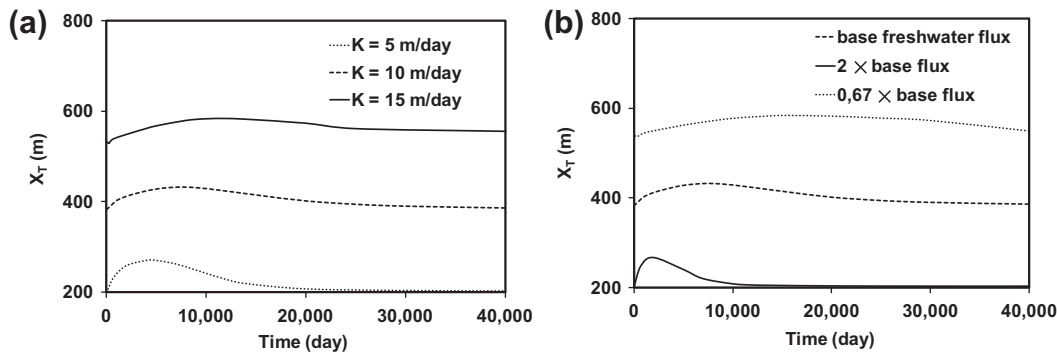 (a)
800
600
400
200
X_T (m)
K = 5 m/day
K = 10 m/day
K = 15 m/day
0 10,000 20,000 30,000 40,000
Time (day)
(b)
800
600
400
200
X_T (m)
base freshwater flux
2 × base flux
0,67 × base flux
0 10,000 20,000 30,000 40,000
Time (day)